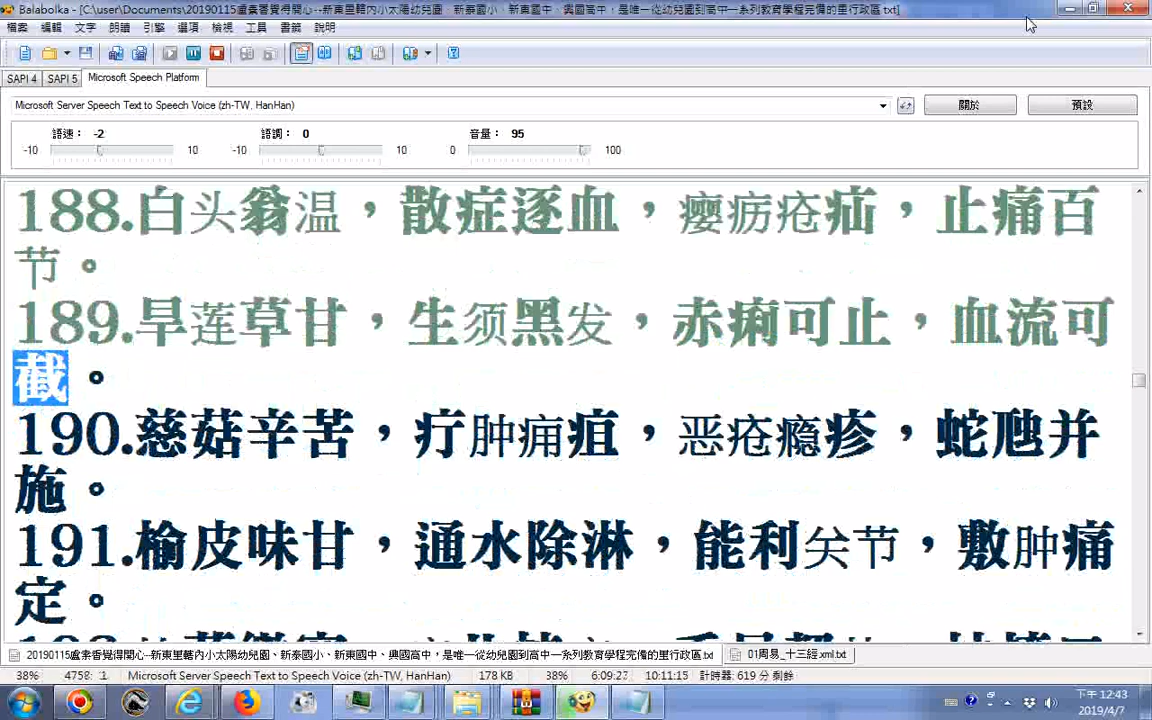 Balabolka - [C:\user\Documents\20190115盧素香覺得開心--新東里轄內小太陽幼兒園、新泰國小、新東國中、興國高中，是唯一從幼兒園到高中一系列教育學程完備的里行政區.txt]
檔案 編輯 文字 朗讀 引擎 選項 檢視 工具 書籤 說明
SAPI 4 SAPI 5 Microsoft Speech Platform
Microsoft Server Speech Text to Speech Voice (zh-TW, HanHan) 關於 預設
語速： -2 語調： 0 音量： 95
-10 10 -10 10 0 100
188.白头翁温，散症逐血，瘿疬疮疝，止痛百
节。
189.旱莲草甘，生须黑发，赤痢可止，血流可
截。
190.慈菇辛苦，疗肿痈疽，恶疮瘾疹，蛇虺并
施。
191.榆皮味甘，通水除淋，能利关节，敷肿痛
定。
20190115盧素香覺得開心--新東里轄內小太陽幼兒園、新泰國小、新東國中、興國高中，是唯一從幼兒園到高中一系列教育學程完備的里行政區.txt 01周易_十三經.xml.txt
38% 4758: 1 Microsoft Server Speech Text to Speech Voice (zh-TW, HanHan) 178 KB 38% 6:09:23 10:11:15 計時器: 619 分 剩餘
下午 12:43
2019/4/7